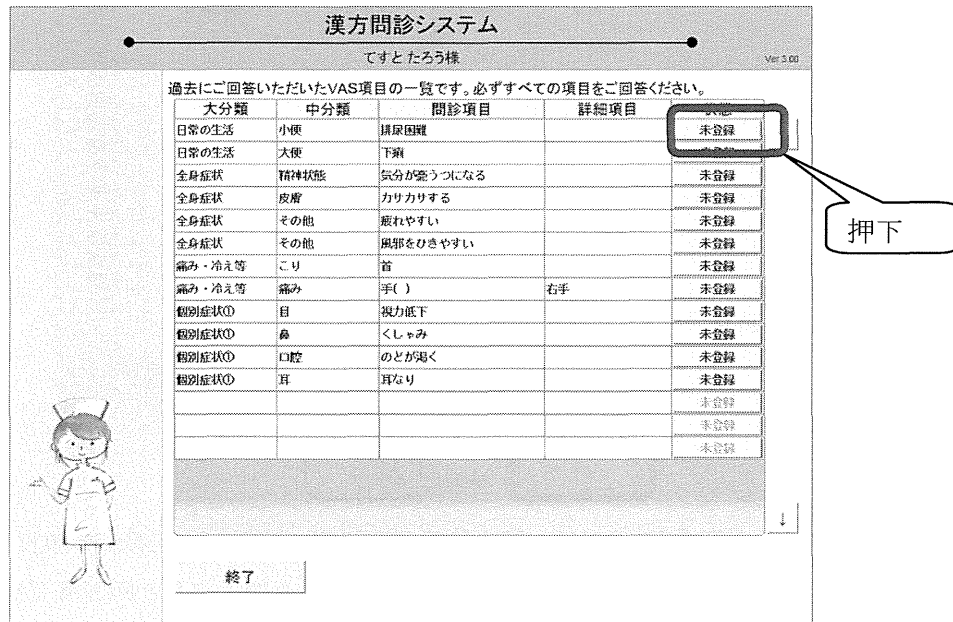 漢方問診システム
てすと たろう様
Ver 3.00
過去にご回答いただいたVAS項目の一覧です。必ずすべての項目をご回答ください。
大分類 中分類 問診項目 詳細項目 状態
日常の生活 小便 排尿困難 未登録
日常の生活 大便 下痢 未登録
全身症状 精神状態 気分が憂うつになる 未登録
全身症状 皮膚 カサカサする 未登録
全身症状 その他 疲れやすい 未登録
全身症状 その他 風邪をひきやすい 未登録
痛み・冷え等 こり 首 未登録
痛み・冷え等 痛み 手( ) 右手 未登録
個別症状① 目 視力低下 未登録
個別症状① 鼻 くしゃみ 未登録
個別症状① 口腔 のどが渇く 未登録
個別症状① 耳 耳なり 未登録
未登録
未登録
未登録
↓
終了
押下